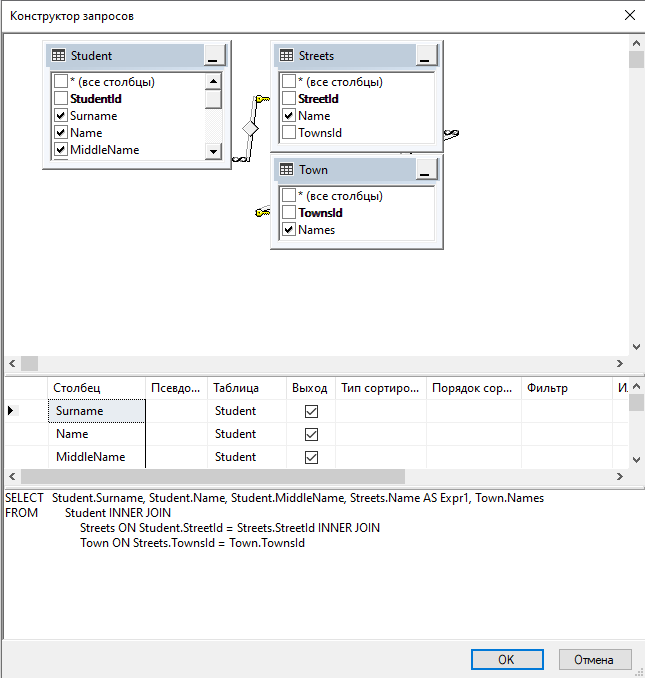 Конструктор запросов
Student
* (все столбцы)
StudentId
Surname
Name
MiddleName
Streets
* (все столбцы)
StreetId
Name
TownsId
Town
* (все столбцы)
TownsId
Names
Столбец Псевдо... Таблица Выход Тип сортиро... Порядок сор... Фильтр И
Surname Student
Name Student
MiddleName Student
SELECT Student.Surname, Student.Name, Student.MiddleName, Streets.Name AS Expr1, Town.Names
FROM Student INNER JOIN
Streets ON Student.StreetId = Streets.StreetId INNER JOIN
Town ON Streets.TownsId = Town.TownsId
OK Отмена